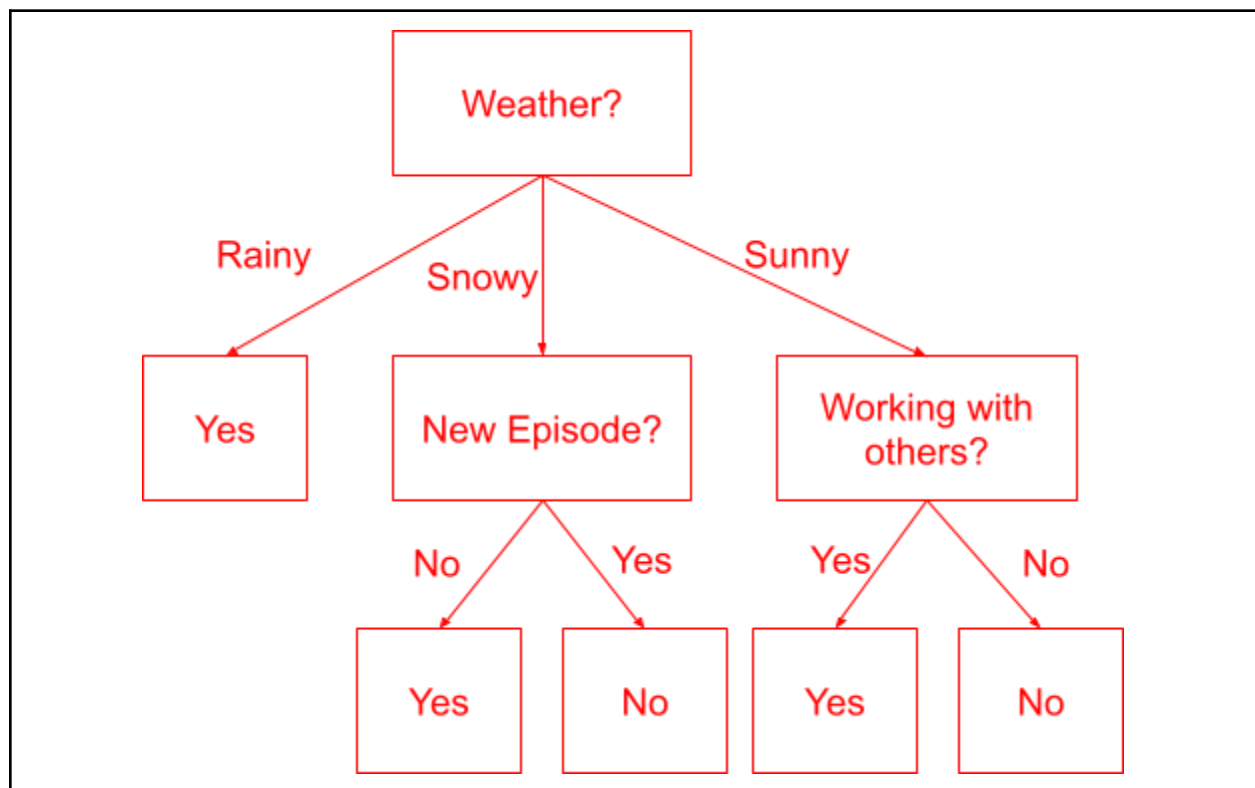 Weather?
Rainy
Snowy
Sunny
Yes
New Episode?
Working with
others?
No
Yes
Yes
No
Yes
No
Yes
No